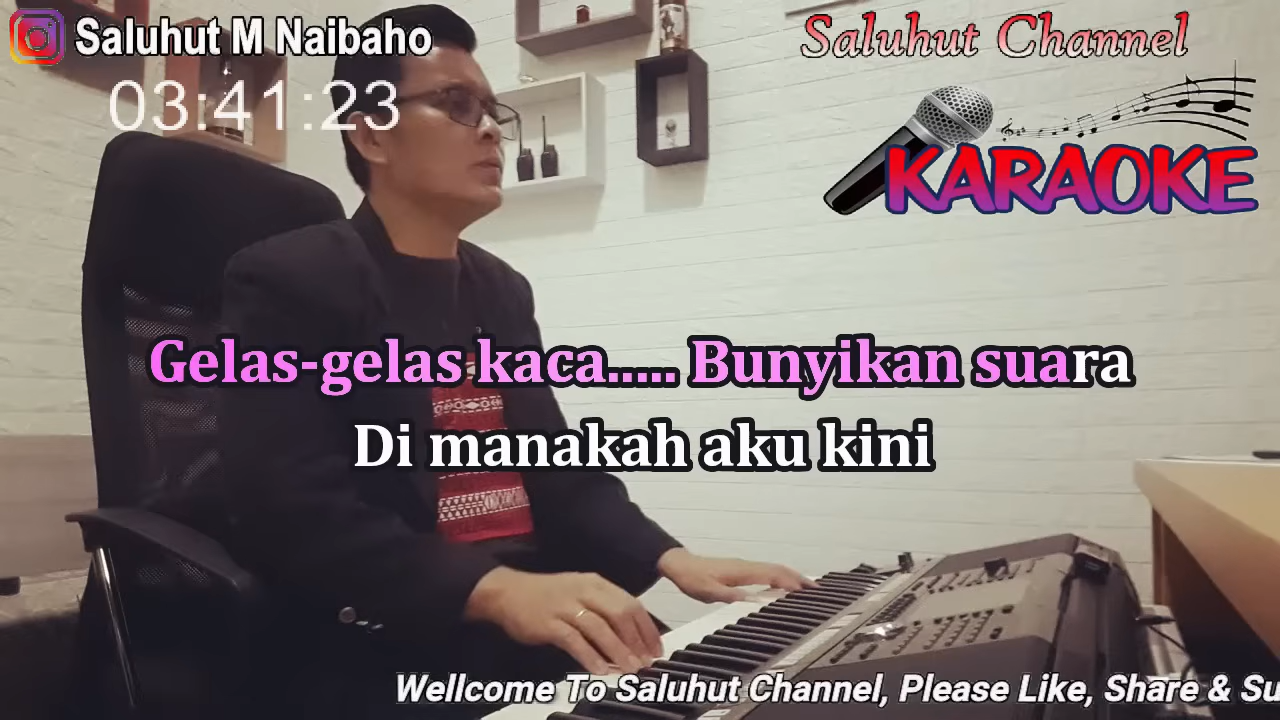 Saluhut M Naibaho
Saluhut Channel
03:41:23
KARAOKE
Gelas-gelas kaca..... Bunyikan suara
Di manakah aku kini
Wellcome To Saluhut Channel, Please Like, Share & Su